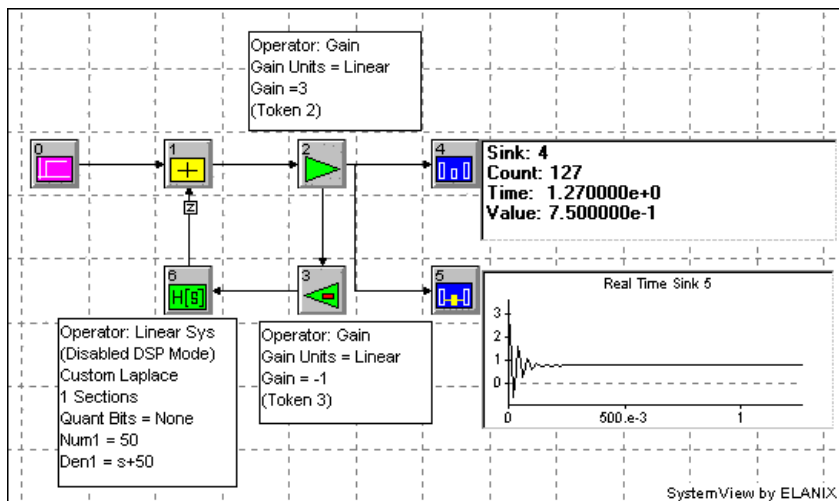 Operator: Gain
Gain Units = Linear
Gain =3
(Token 2)
0
1
2
4
Sink: 4
Count: 127
Time: 1.270000e+0
Value: 7.500000e-1
z
6
H[s]
3
5
Real Time Sink 5
3
2
1
0
0
500.e-3
1
Operator: Linear Sys
(Disabled DSP Mode)
Custom Laplace
1 Sections
Quant Bits = None
Num1 = 50
Den1 = s+50
Operator: Gain
Gain Units = Linear
Gain = -1
(Token 3)
SystemView by ELANIX